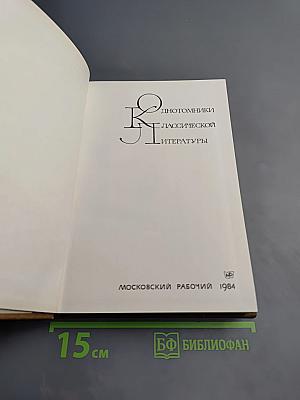 Однотомники
Классической
Литературы
МОСКОВСКИЙ РАБОЧИЙ 1984
15 см
БФ БИБЛИОФАН